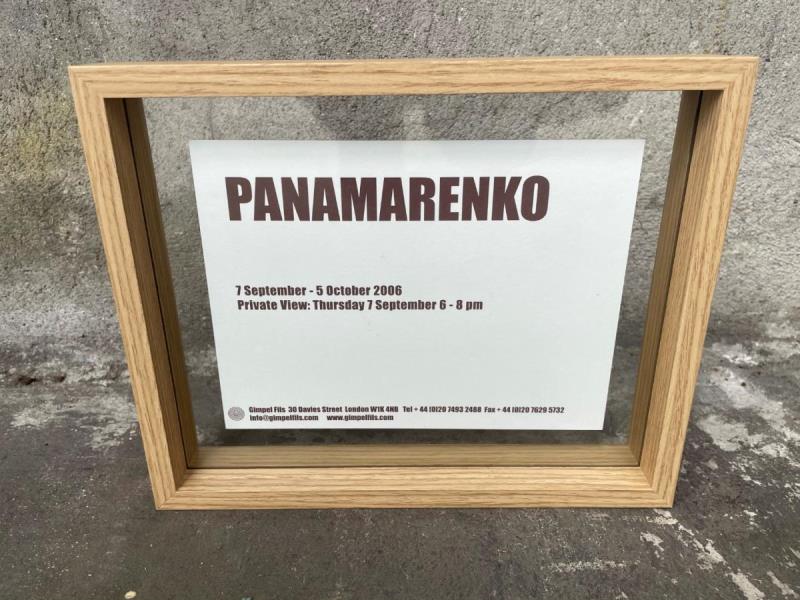 PANAMARENKO
7 September - 5 October 2006
Private View: Thursday 7 September 6 - 8 pm
Gimpel Fils 30 Davies Street London W1K 4NB Tel + 44 [0]20 7493 2488 Fax + 44 [0]20 7629 5732
info@gimpelfils.com www.gimpelfils.com